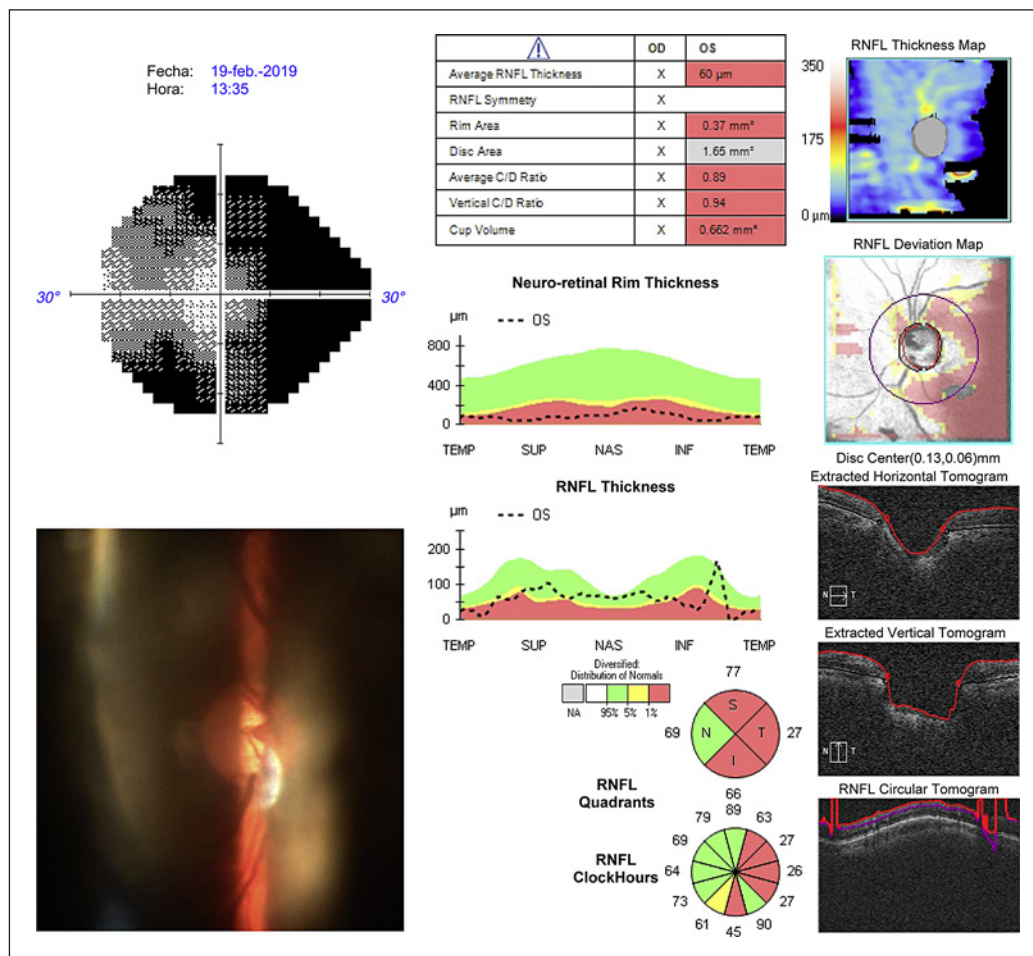 Fecha: 19-feb.-2019
Hora: 13:35
30° 30°
OD OS
Average RNFL Thickness X 60 µm
RNFL Symmetry X
Rim Area X 0.37 mm²
Disc Area X 1.65 mm²
Average C/D Ratio X 0.89
Vertical C/D Ratio X 0.94
Cup Volume X 0.662 mm³
Neuro-retinal Rim Thickness
µm --- OS
800
400
0
TEMP SUP NAS INF TEMP
RNFL Thickness
µm --- OS
200
100
0
TEMP SUP NAS INF TEMP
Diversified:
Distribution of Normals
NA 95% 5% 1%
77
S
69 N T 27
I
66
RNFL
Quadrants
89
79 63
69 27
64 26
73 27
61 90
45
RNFL
ClockHours
RNFL Thickness Map
350
175
0 µm
RNFL Deviation Map
Disc Center(0.13,0.06)mm
Extracted Horizontal Tomogram
N T
Extracted Vertical Tomogram
N T
RNFL Circular Tomogram